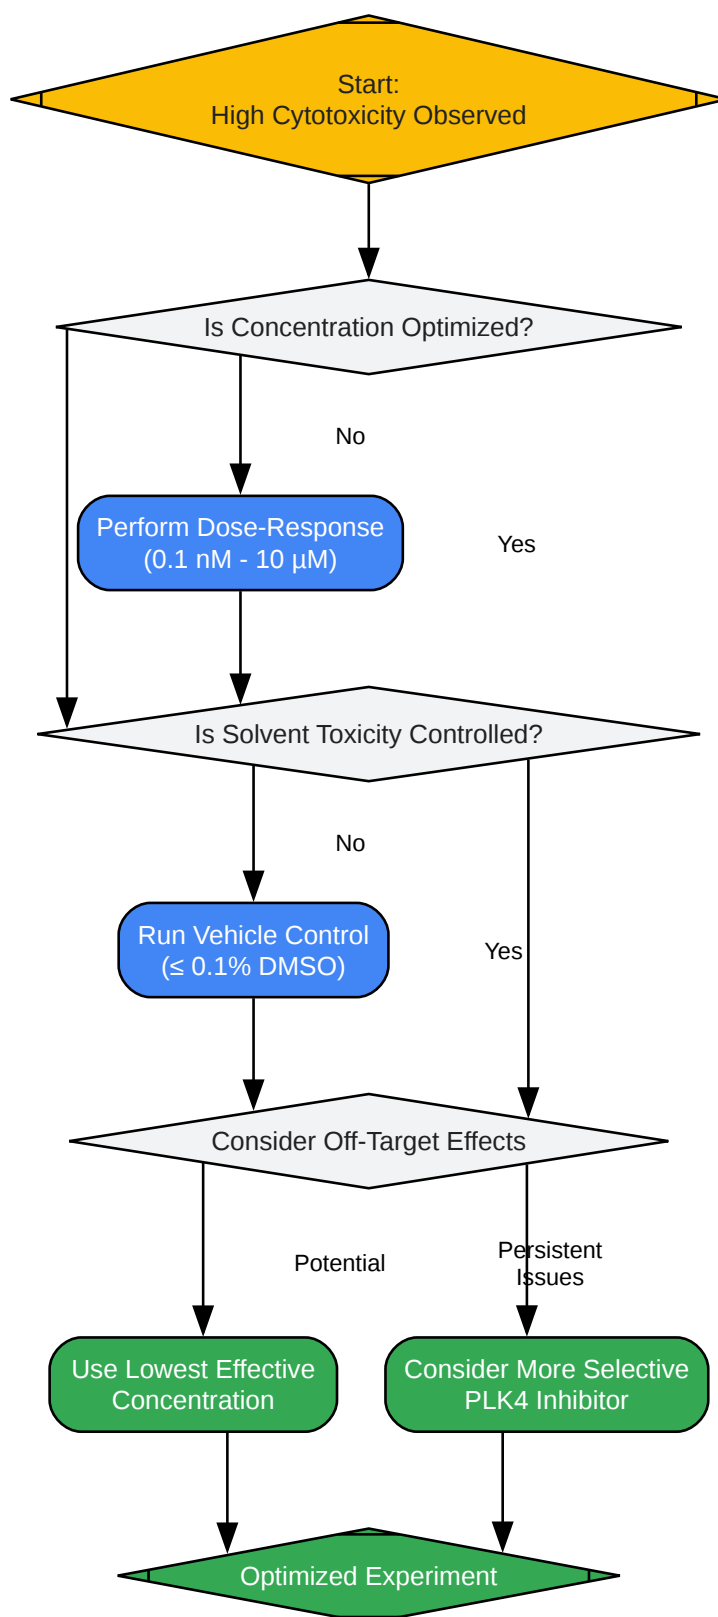 Start:
High Cytotoxicity Observed
Is Concentration Optimized?
No
Perform Dose-Response
(0.1 nM - 10 µM)
Yes
Is Solvent Toxicity Controlled?
No
Run Vehicle Control
(≤ 0.1% DMSO)
Yes
Consider Off-Target Effects
Potential
Persistent
Issues
Use Lowest Effective
Concentration
Consider More Selective
PLK4 Inhibitor
Optimized Experiment